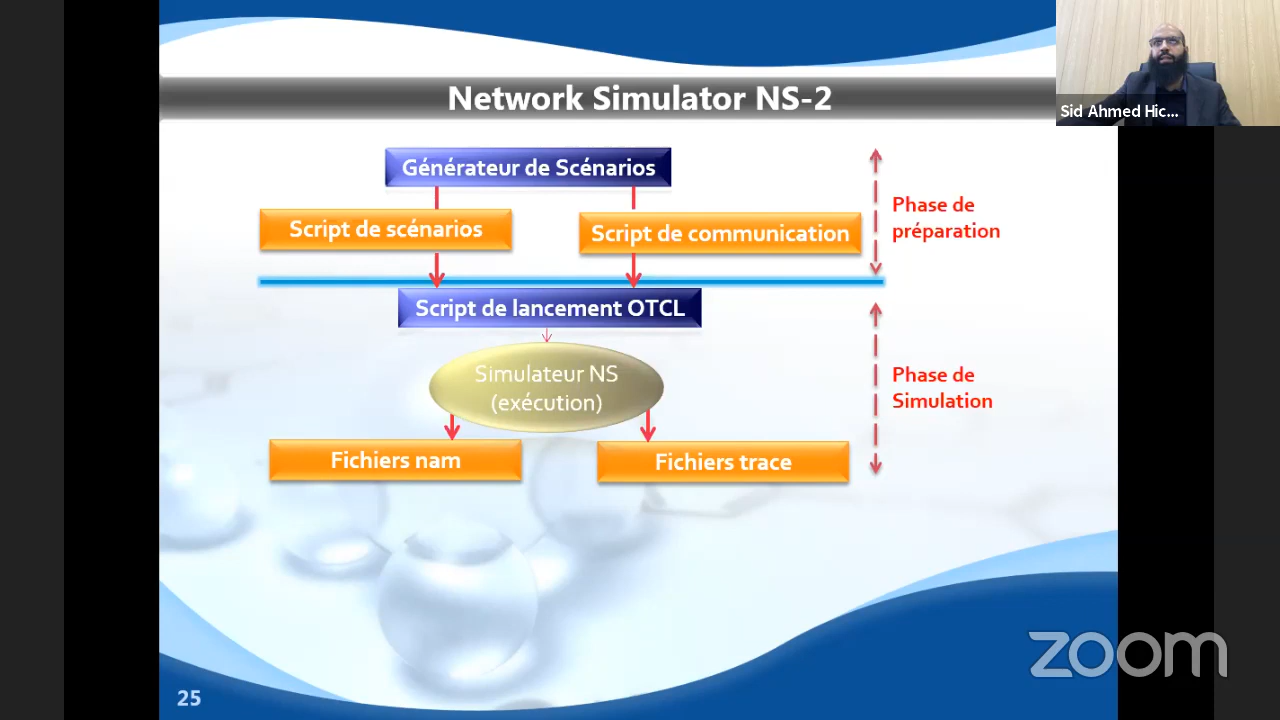 Network Simulator NS-2
Sid Ahmed Hic...
Générateur de Scénarios
Script de scénarios
Script de communication
Phase de
préparation
Script de lancement OTCL
Simulateur NS
(exécution)
Phase de
Simulation
Fichiers nam
Fichiers trace
zoom
25